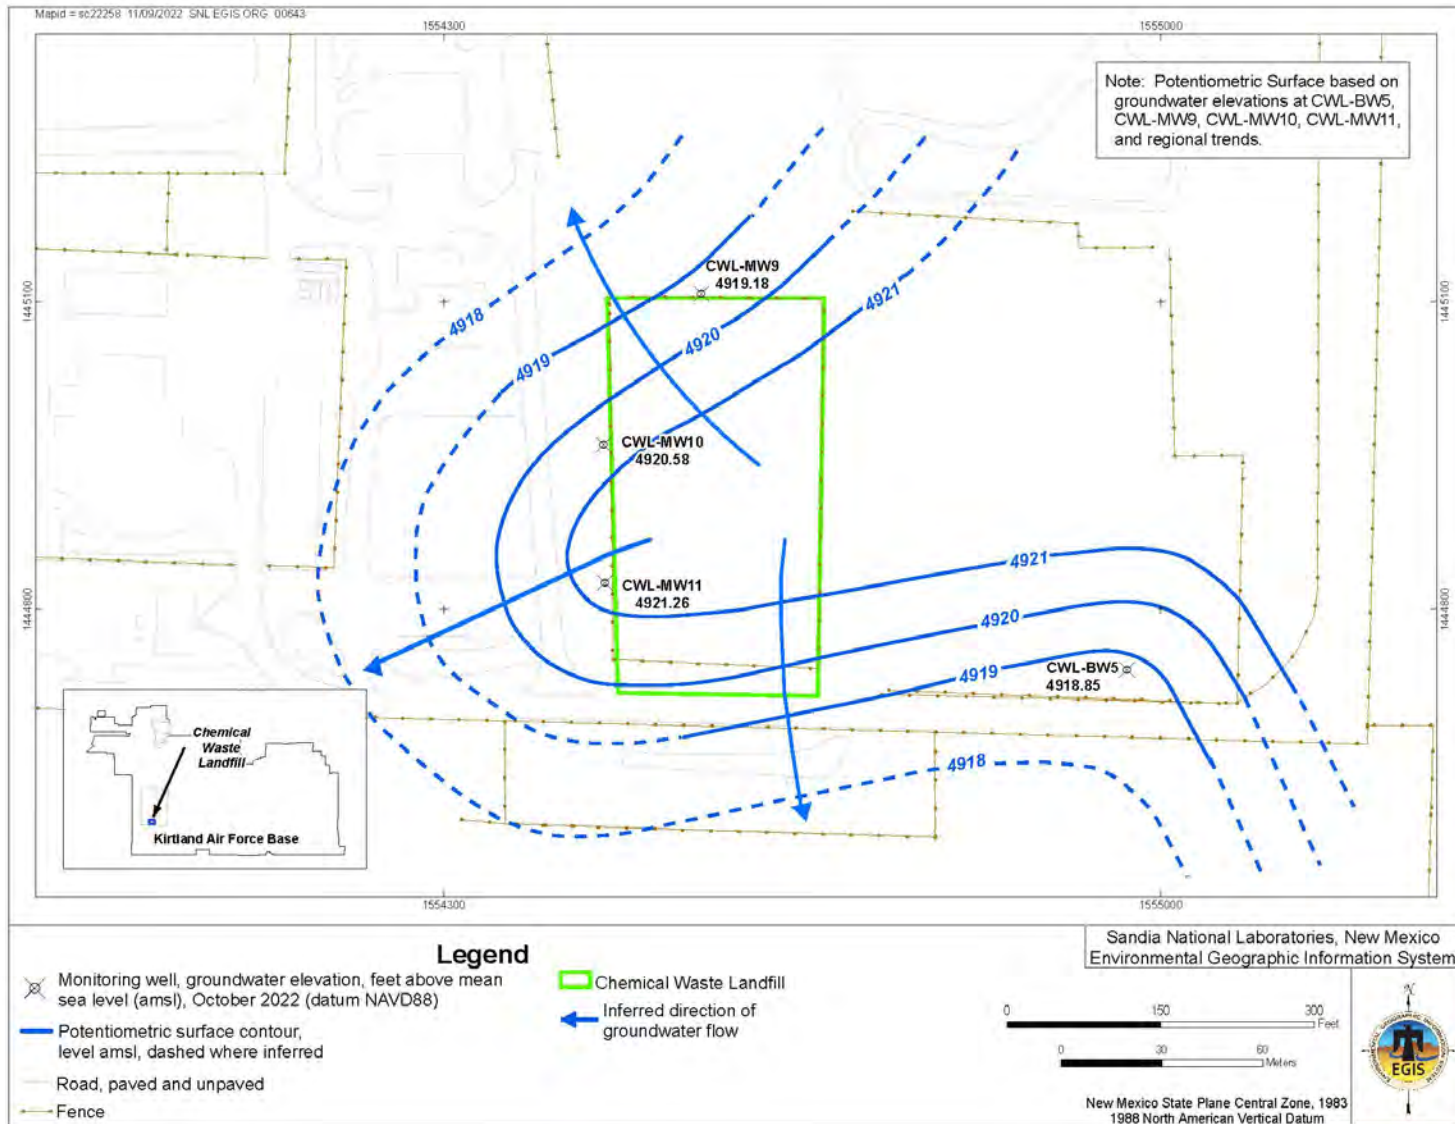 Mapid = sc22258 11/09/2022 SNL EGIS ORG 00643
1554300
1555000
Note: Potentiometric Surface based on
groundwater elevations at CWL-BW5,
CWL-MW9, CWL-MW10, CWL-MW11,
and regional trends.
CWL-MW9
4919.18
1445100
1445100
4918
4919
4920
4921
CWL-MW10
4920.58
CWL-MW11
4921.26
1444800
1444800
4921
4920
4919
CWL-BW5
4918.85
4918
Chemical
Waste
Landfill
Kirtland Air Force Base
1554300
1555000
Legend
Monitoring well, groundwater elevation, feet above mean
sea level (amsl), October 2022 (datum NAVD88)
Potentiometric surface contour,
level amsl, dashed where inferred
Road, paved and unpaved
Fence
Chemical Waste Landfill
Inferred direction of
groundwater flow
Sandia National Laboratories, New Mexico
Environmental Geographic Information System
0 150 300
Feet
0 30 60
Meters
New Mexico State Plane Central Zone, 1983
1988 North American Vertical Datum
N
EGIS